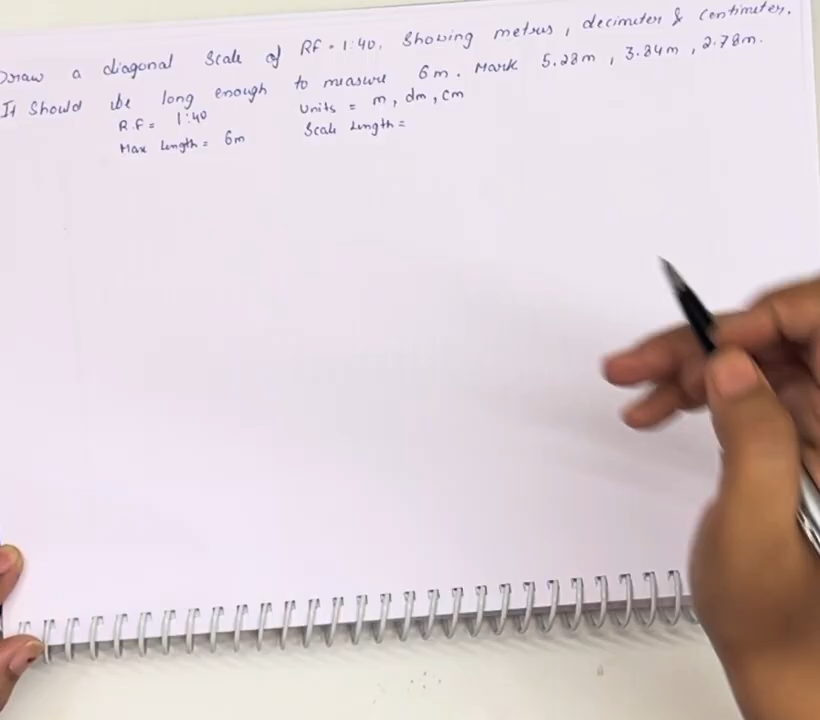 Draw a diagonal Scale of RF = 1:40, Showing metres, decimeter & Centimeter.
It Should be long enough to measure 6m. Mark 5.28m, 3.84m, 2.78m.
R.F = 1:40 Units = m, dm, cm
Max Length = 6m Scale Length =